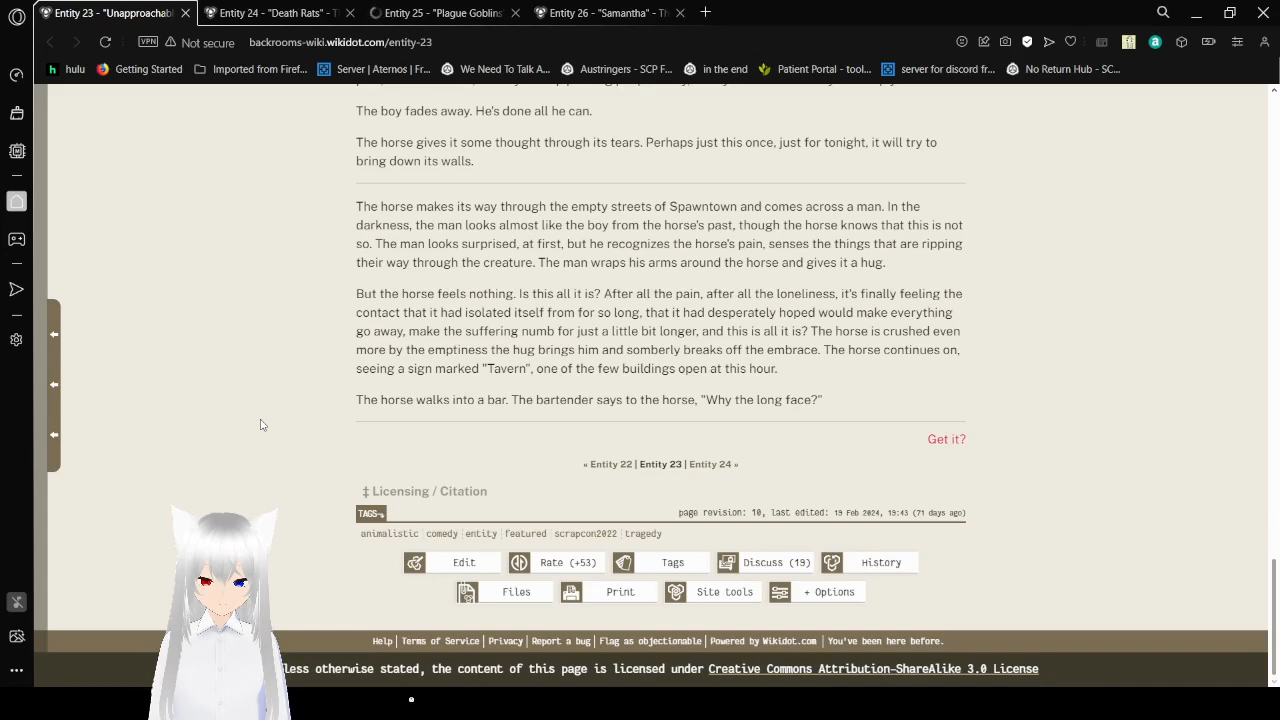 Entity 23 - "Unapproachabl
Entity 24 - "Death Rats" - T
Entity 25 - "Plague Goblins
Entity 26 - "Samantha" - Th
VPN
Not secure
backrooms-wiki.wikidot.com/entity-23
hulu
Getting Started
Imported from Firef...
Server | Aternos | Fr...
We Need To Talk A...
Austringers - SCP F...
in the end
Patient Portal - tool...
server for discord fr...
No Return Hub - SC...
The boy fades away. He's done all he can.
The horse gives it some thought through its tears. Perhaps just this once, just for tonight, it will try to
bring down its walls.
The horse makes its way through the empty streets of Spawntown and comes across a man. In the
darkness, the man looks almost like the boy from the horse's past, though the horse knows that this is not
so. The man looks surprised, at first, but he recognizes the horse's pain, senses the things that are ripping
their way through the creature. The man wraps his arms around the horse and gives it a hug.
But the horse feels nothing. Is this all it is? After all the pain, after all the loneliness, it's finally feeling the
contact that it had isolated itself from for so long, that it had desperately hoped would make everything
go away, make the suffering numb for just a little bit longer, and this is all it is? The horse is crushed even
more by the emptiness the hug brings him and somberly breaks off the embrace. The horse continues on,
seeing a sign marked "Tavern", one of the few buildings open at this hour.
The horse walks into a bar. The bartender says to the horse, "Why the long face?"
Get it?
« Entity 22 | Entity 23 | Entity 24 »
‡ Licensing / Citation
TAGS
page revision: 10, last edited: 19 Feb 2024, 19:43 (71 days ago)
animalistic comedy entity featured scrapcon2022 tragedy
Edit
Rate (+53)
Tags
Discuss (19)
History
Files
Print
Site tools
+ Options
Help | Terms of Service | Privacy | Report a bug | Flag as objectionable | Powered by Wikidot.com | You've been here before.
less otherwise stated, the content of this page is licensed under Creative Commons Attribution-ShareAlike 3.0 License